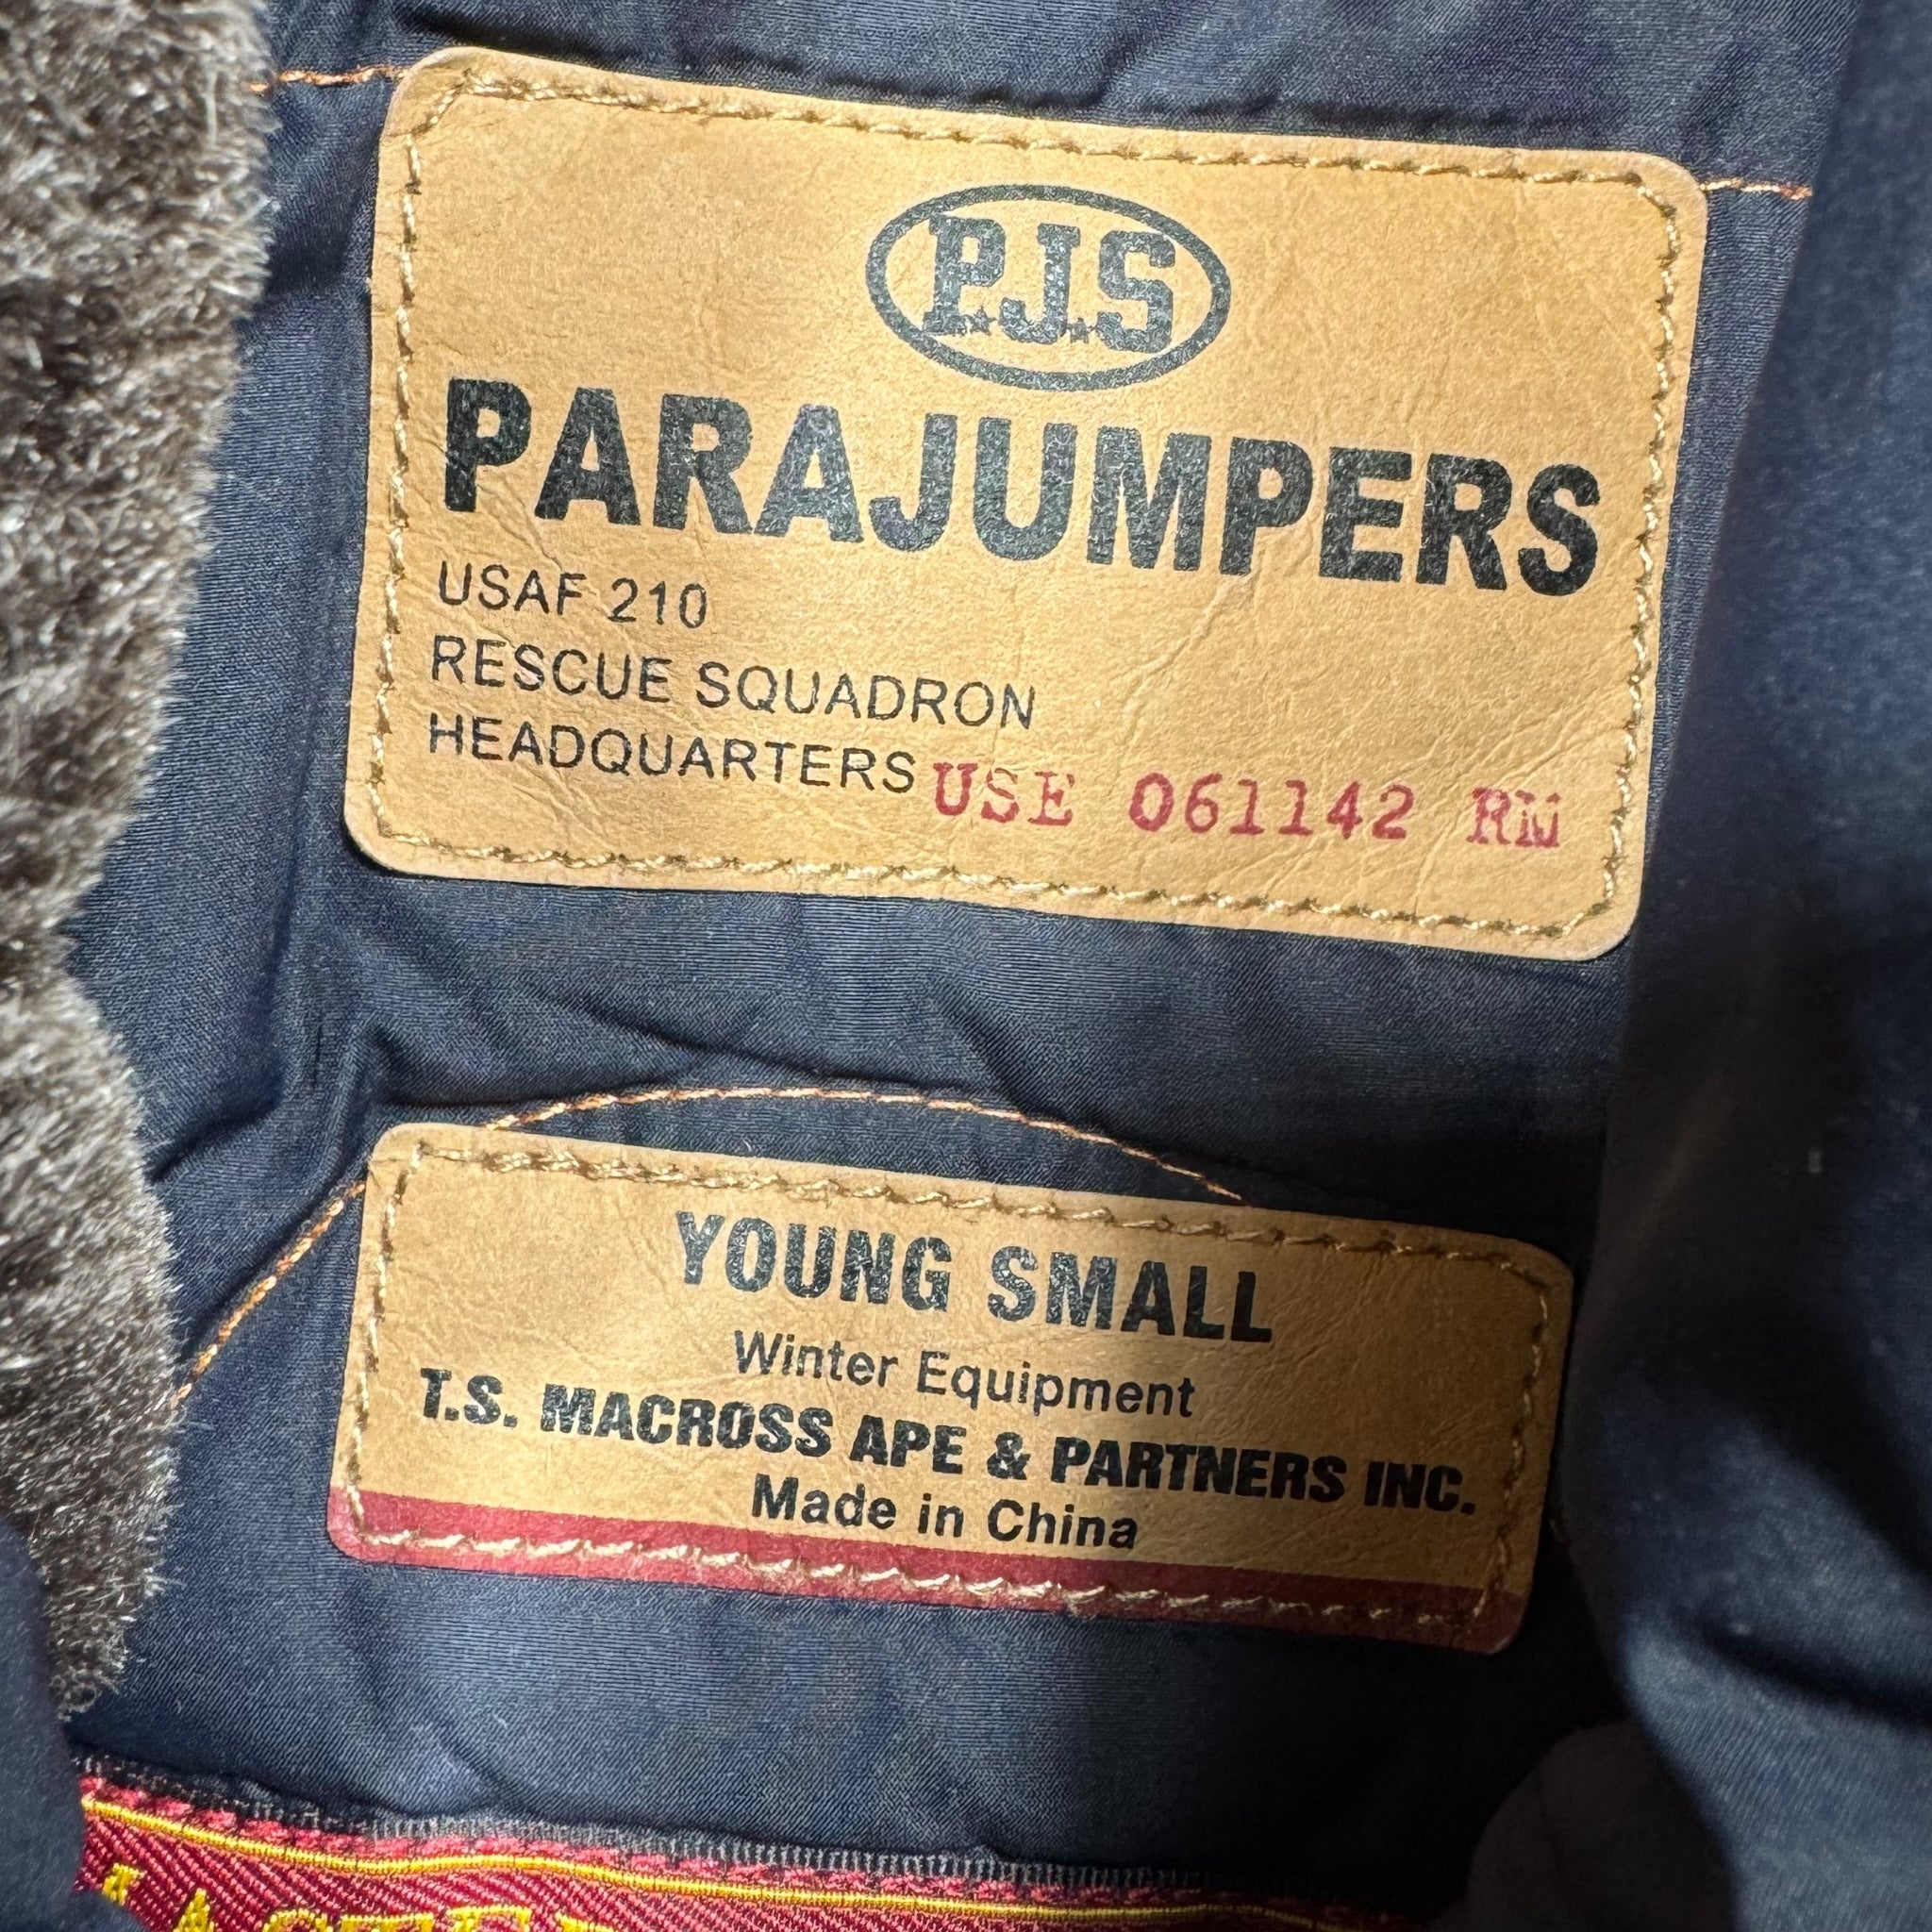 P.J.S
PARAJUMPERS
USAF 210
RESCUE SQUADRON
HEADQUARTERS USE 061142 RM
YOUNG SMALL
Winter Equipment
T.S. MACROSS APE & PARTNERS INC.
Made in China